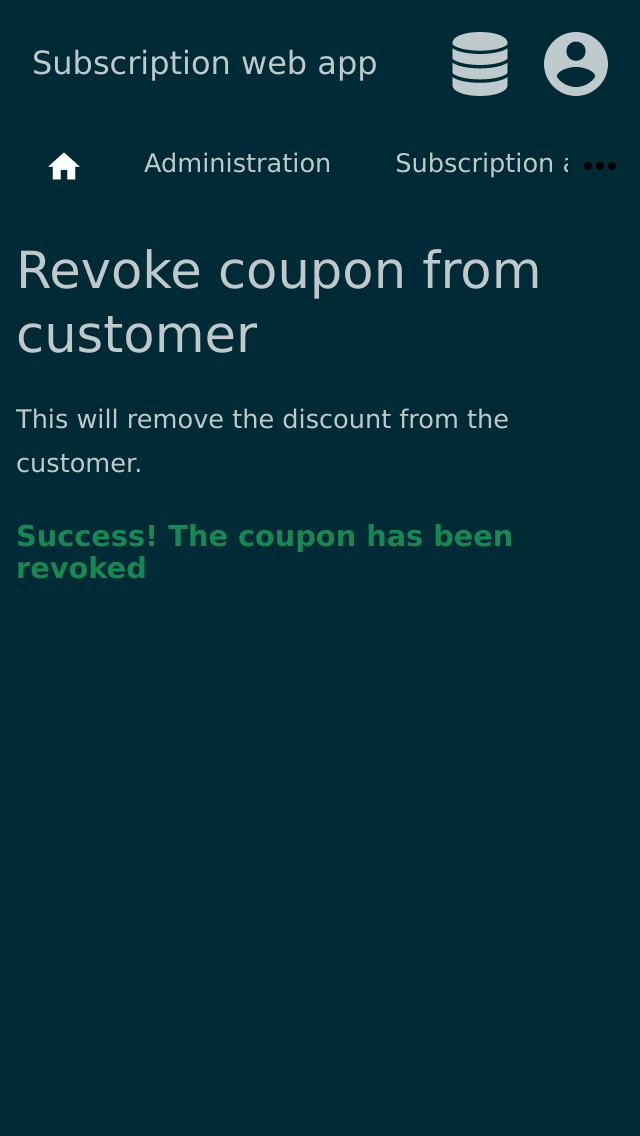 Subscription web app
Administration
Subscription
Revoke coupon from
customer
This will remove the discount from the
customer.
Success! The coupon has been
revoked